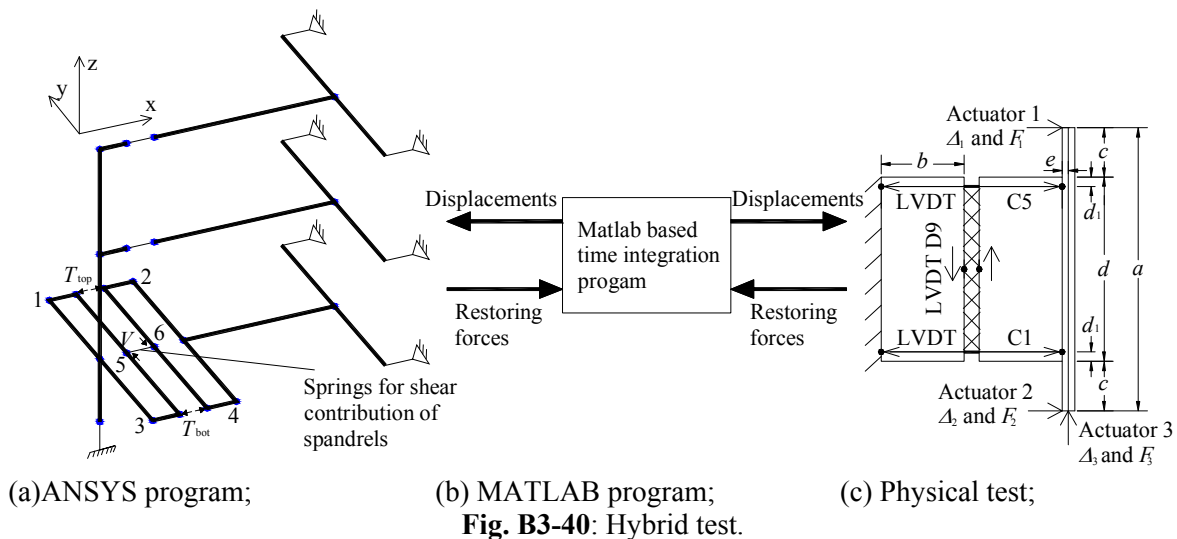 z
y
x
T top
1
2
V
6
5
3
4
T bot
Springs for shear
contribution of
spandrels
Displacements
Restoring
forces
Matlab based
time integration
progam
Displacements
Restoring
forces
Actuator 1
Δ1 and F1
b
e
c
LVDT
C5
d1
LVDT D9
d
a
LVDT
C1
d1
c
Actuator 2
Δ2 and F2
Actuator 3
Δ3 and F3
(a)ANSYS program;
(b) MATLAB program;
(c) Physical test;
Fig. B3-40: Hybrid test.